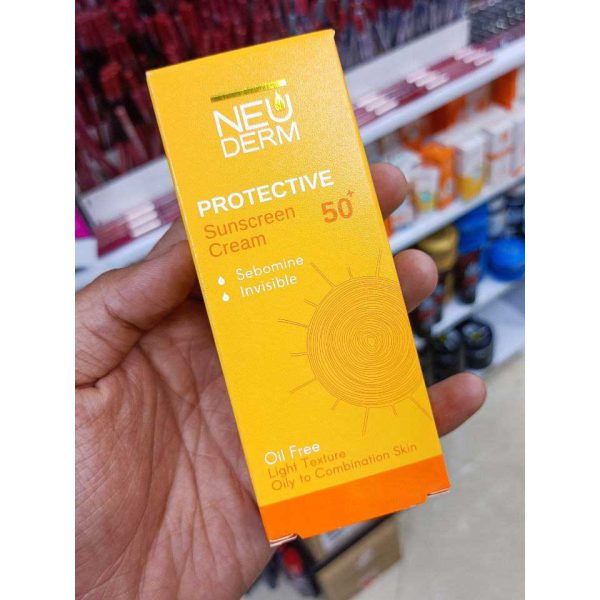 NEU
DERM
PROTECTIVE
Sunscreen
Cream
50+
Sebomine
Invisible
Oil Free
Light Texture
Oily to Combination Skin